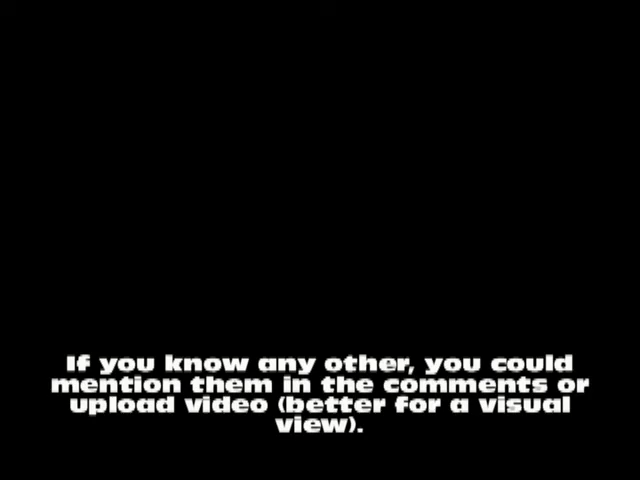 If you know any other, you could
mention them in the comments or
upload video (better for a visual
view).